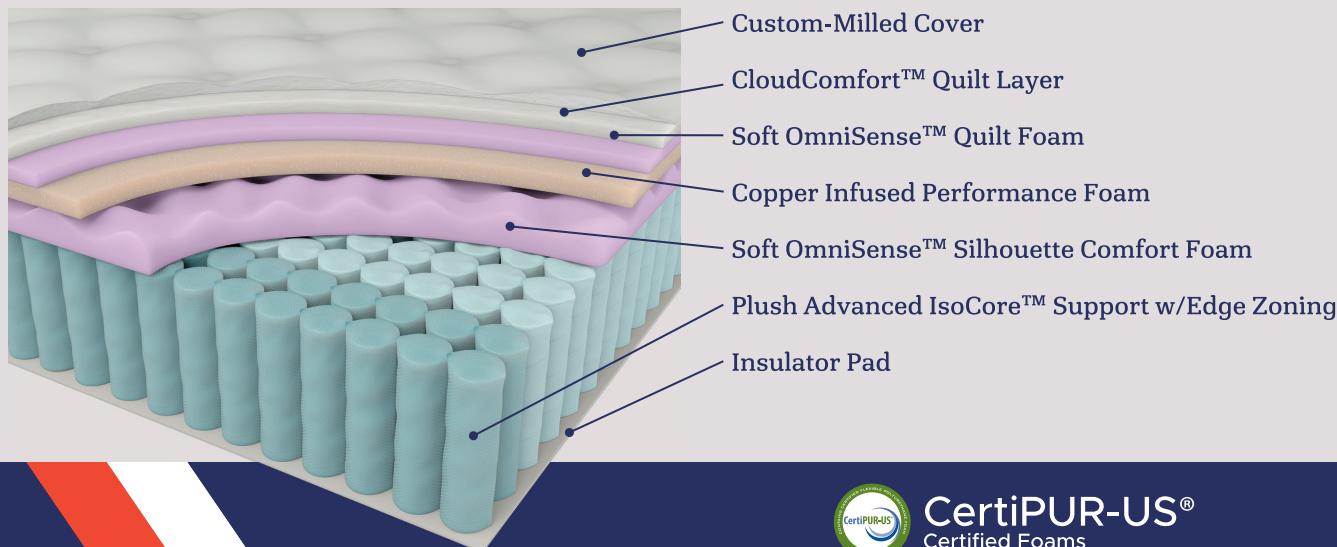 Custom-Milled Cover
CloudComfort™ Quilt Layer
Soft OmniSense™ Quilt Foam
Copper Infused Performance Foam
Soft OmniSense™ Silhouette Comfort Foam
Plush Advanced IsoCore™ Support w/Edge Zoning
Insulator Pad
CertiPUR-US®
CertiPUR-US®
Certified Foams